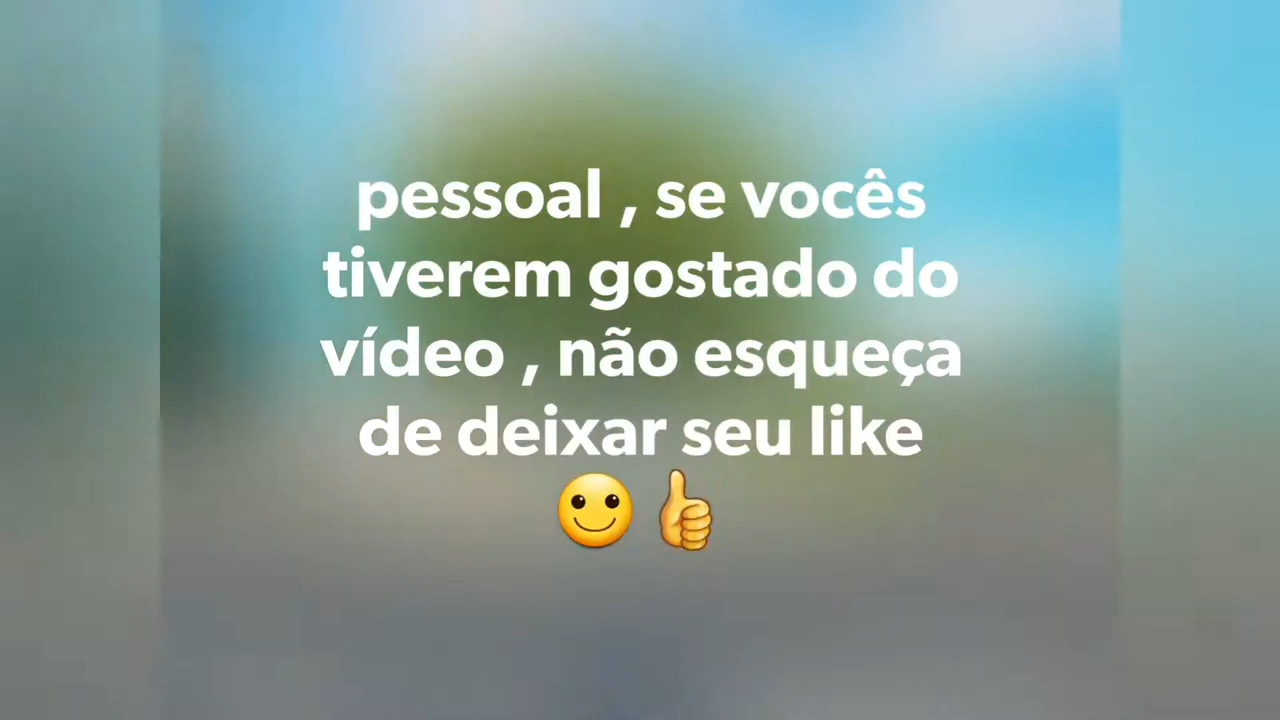 pessoal , se vocês
tiverem gostado do
vídeo , não esqueça
de deixar seu like
🙂 👍